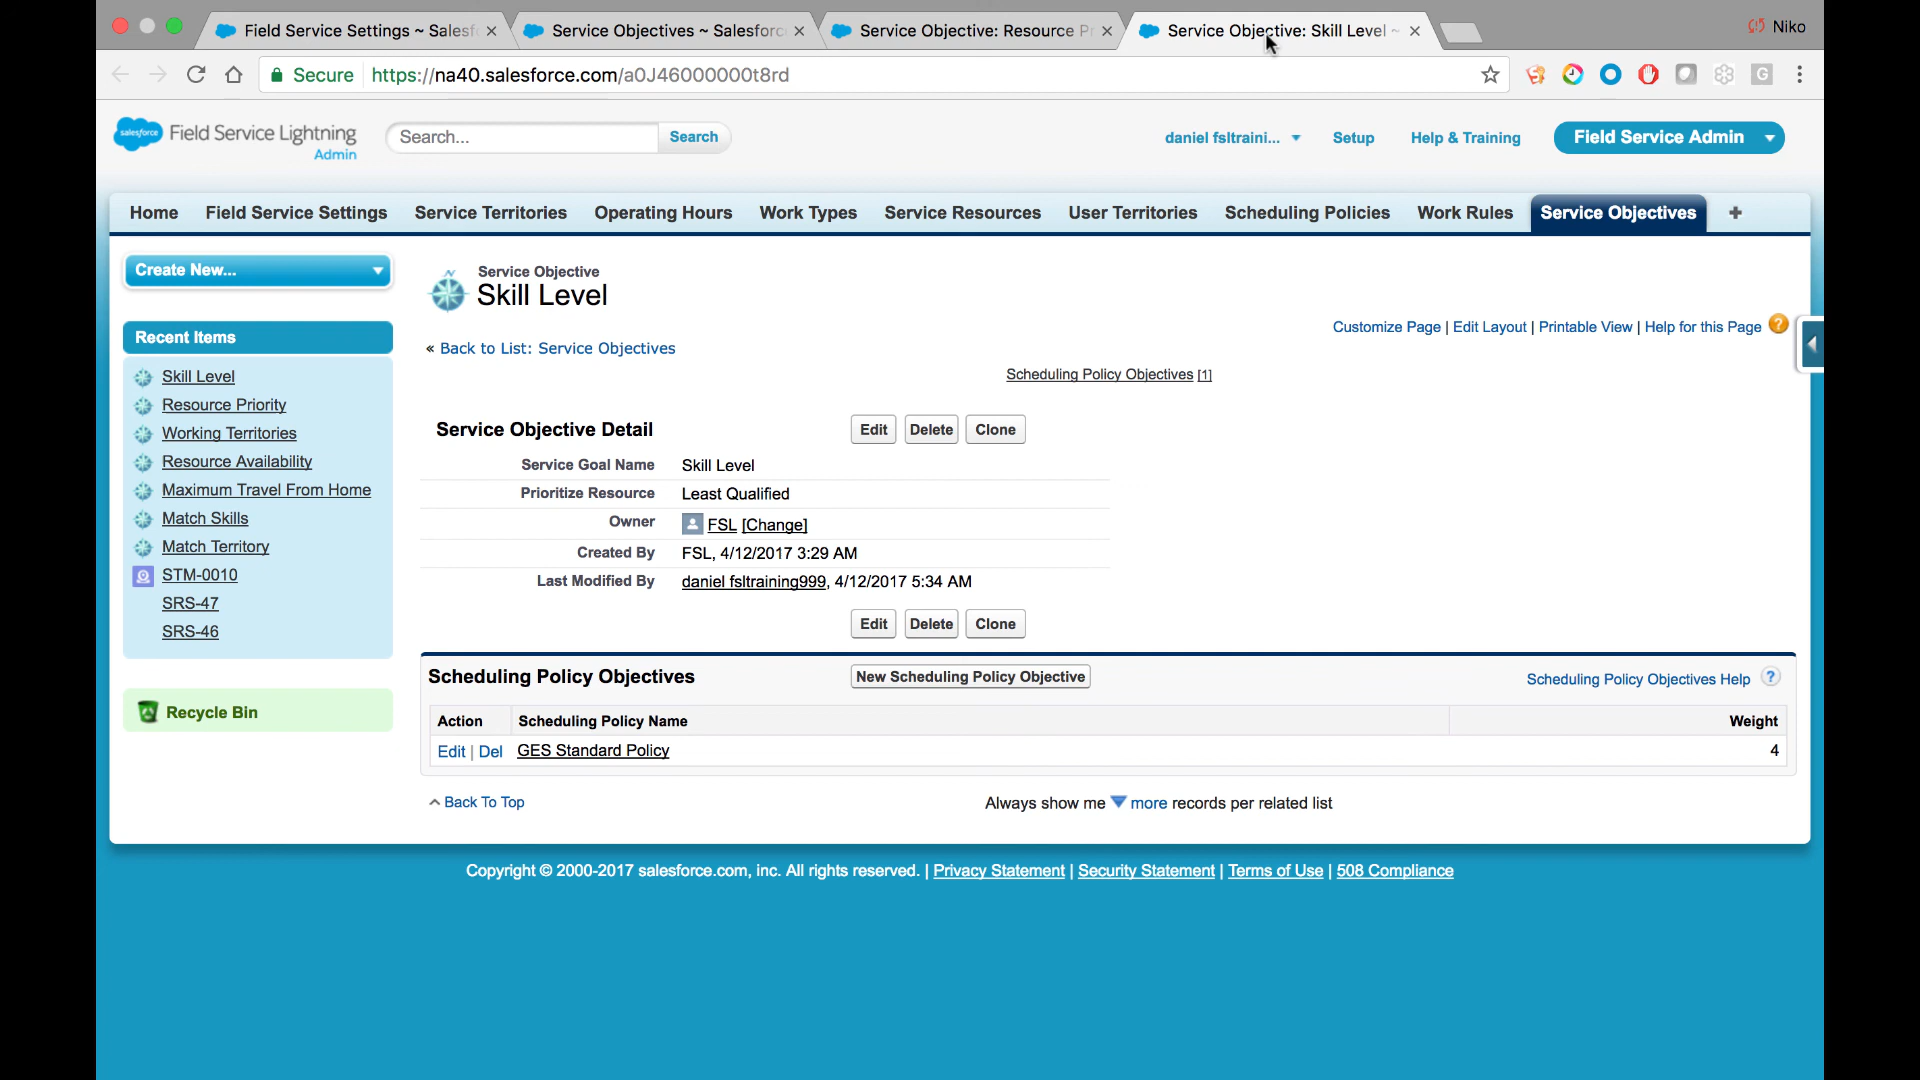 Field Service Settings ~ Salesf
Service Objectives ~ Salesforc
Service Objective: Resource P
Service Objective: Skill Level ~
Niko
Secure
https://na40.salesforce.com/a0J46000000t8rd
G
salesforce
Field Service Lightning
Admin
Search...
Search
daniel fsltraini...
Setup
Help & Training
Field Service Admin
Home
Field Service Settings
Service Territories
Operating Hours
Work Types
Service Resources
User Territories
Scheduling Policies
Work Rules
Service Objectives
+
Create New...
Recent Items
Skill Level
Resource Priority
Working Territories
Resource Availability
Maximum Travel From Home
Match Skills
Match Territory
STM-0010
SRS-47
SRS-46
Recycle Bin
Service Objective
Skill Level
Customize Page | Edit Layout | Printable View | Help for this Page ?
« Back to List: Service Objectives
Scheduling Policy Objectives [1]
Service Objective Detail
Edit
Delete
Clone
Service Goal Name Skill Level
Prioritize Resource Least Qualified
Owner FSL [Change]
Created By FSL, 4/12/2017 3:29 AM
Last Modified By daniel fsltraining999, 4/12/2017 5:34 AM
Edit
Delete
Clone
Scheduling Policy Objectives
New Scheduling Policy Objective
Scheduling Policy Objectives Help ?
Action Scheduling Policy Name Weight
Edit | Del GES Standard Policy 4
Back To Top
Always show me more records per related list
Copyright © 2000-2017 salesforce.com, inc. All rights reserved. | Privacy Statement | Security Statement | Terms of Use | 508 Compliance